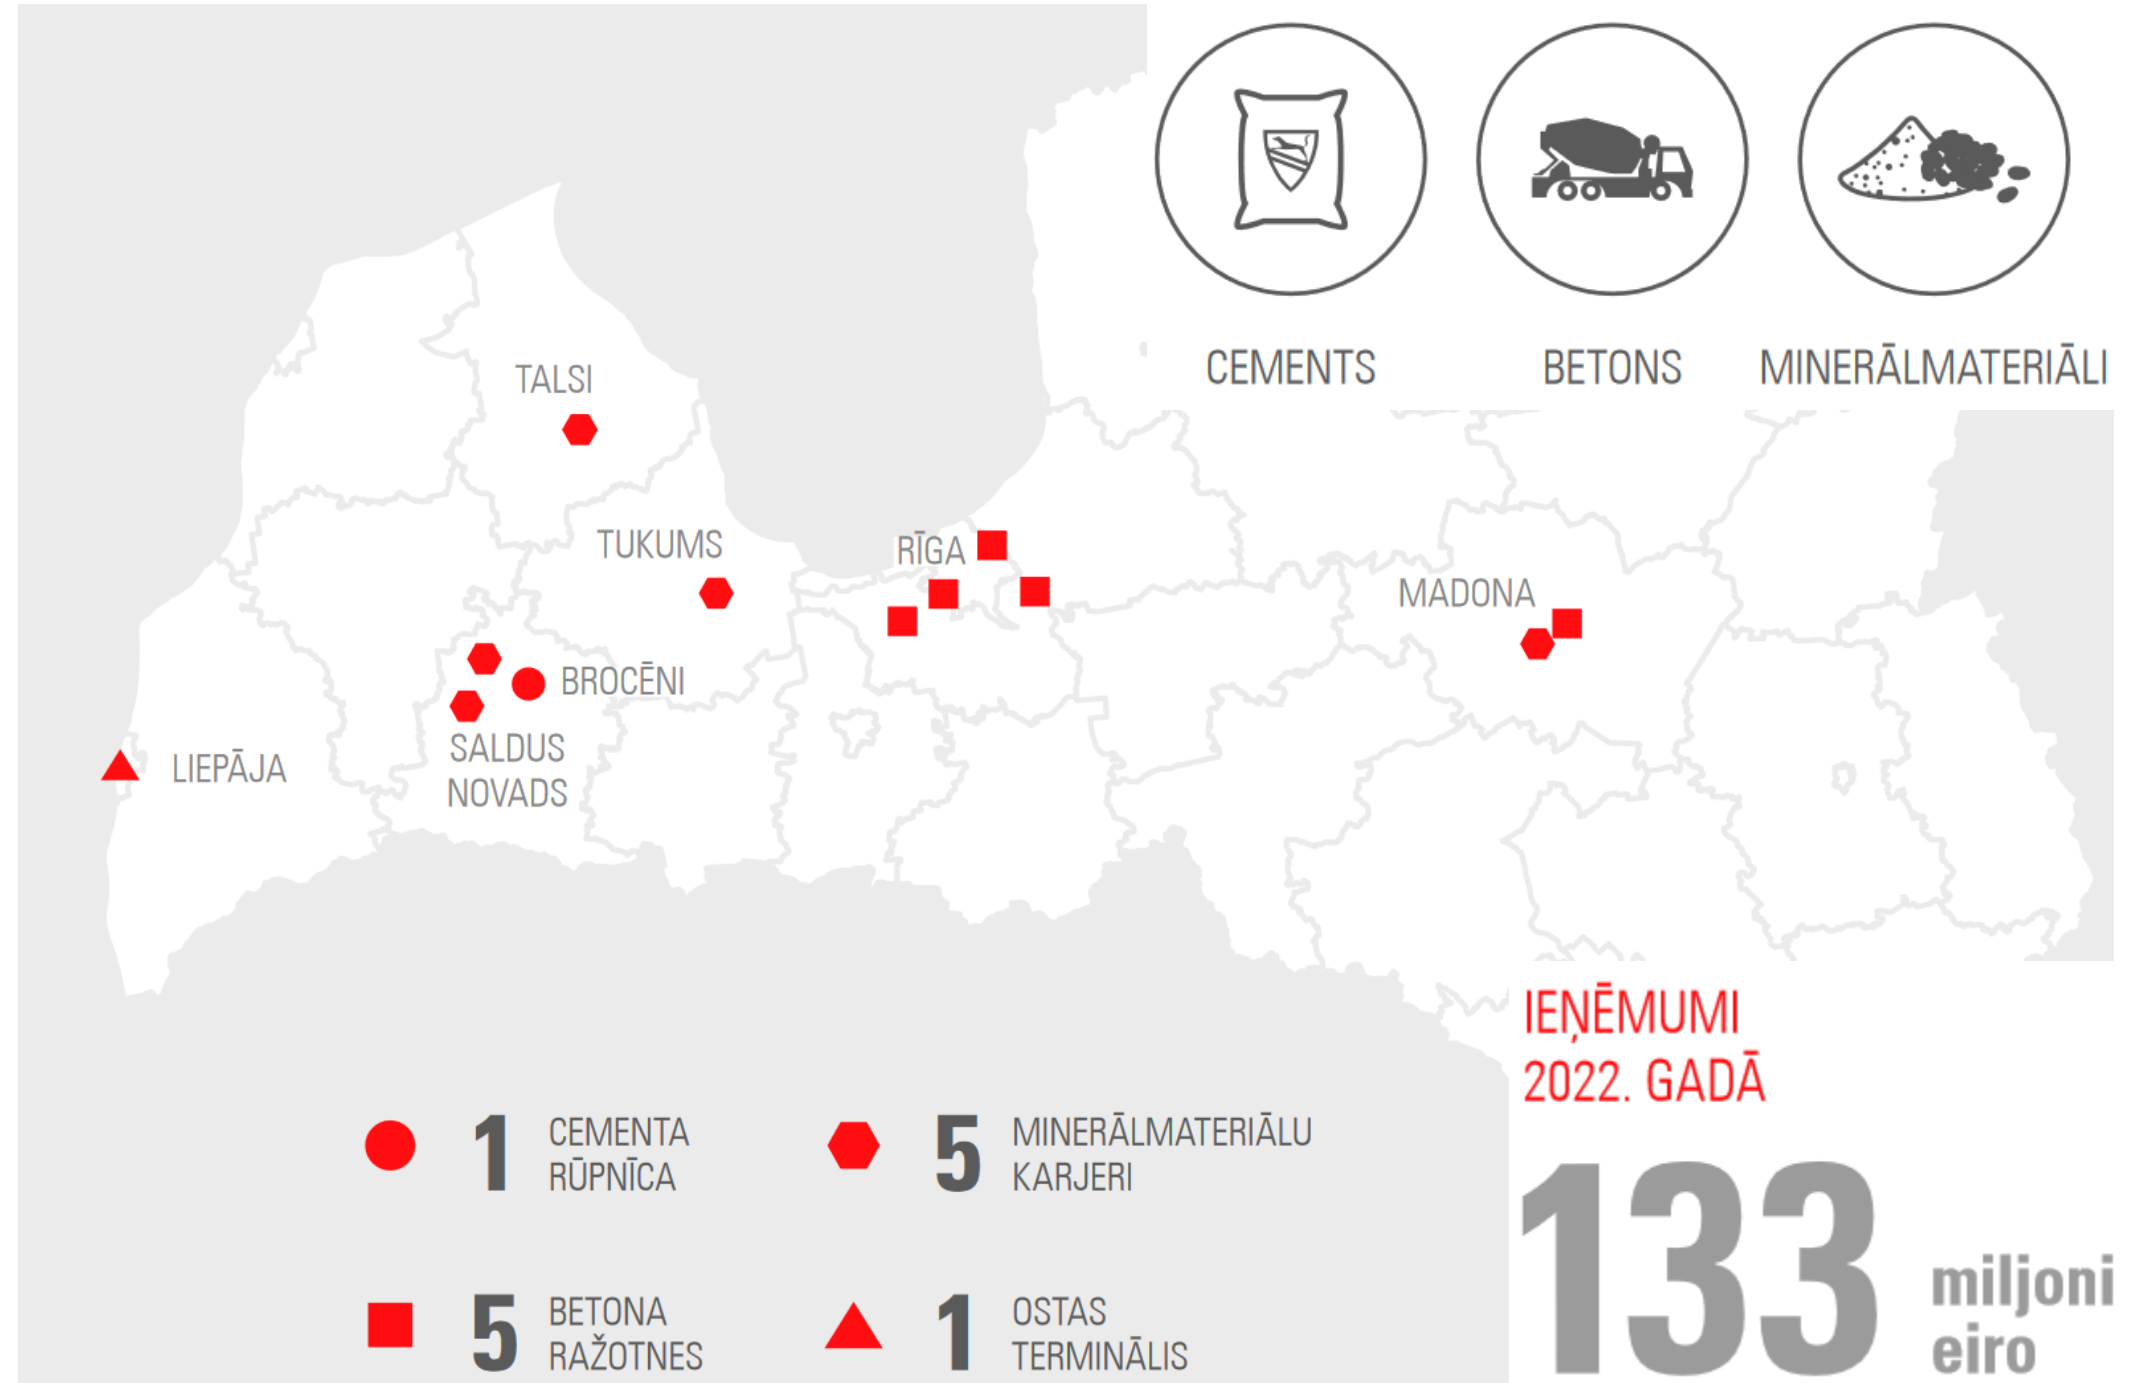 CEMENTS
BETONS
MINERĀLMATERIĀLI
TALSI
TUKUMS
RĪGA
MADONA
BROCĒNI
SALDUS
NOVADS
LIEPĀJA
1 CEMENTA
RŪPNĪCA
5 MINERĀLMATERIĀLU
KARJERI
5 BETONA
RAŽOTNES
1 OSTAS
TERMINĀLIS
IEŅĒMUMI
2022. GADĀ
133 miljoni
eiro